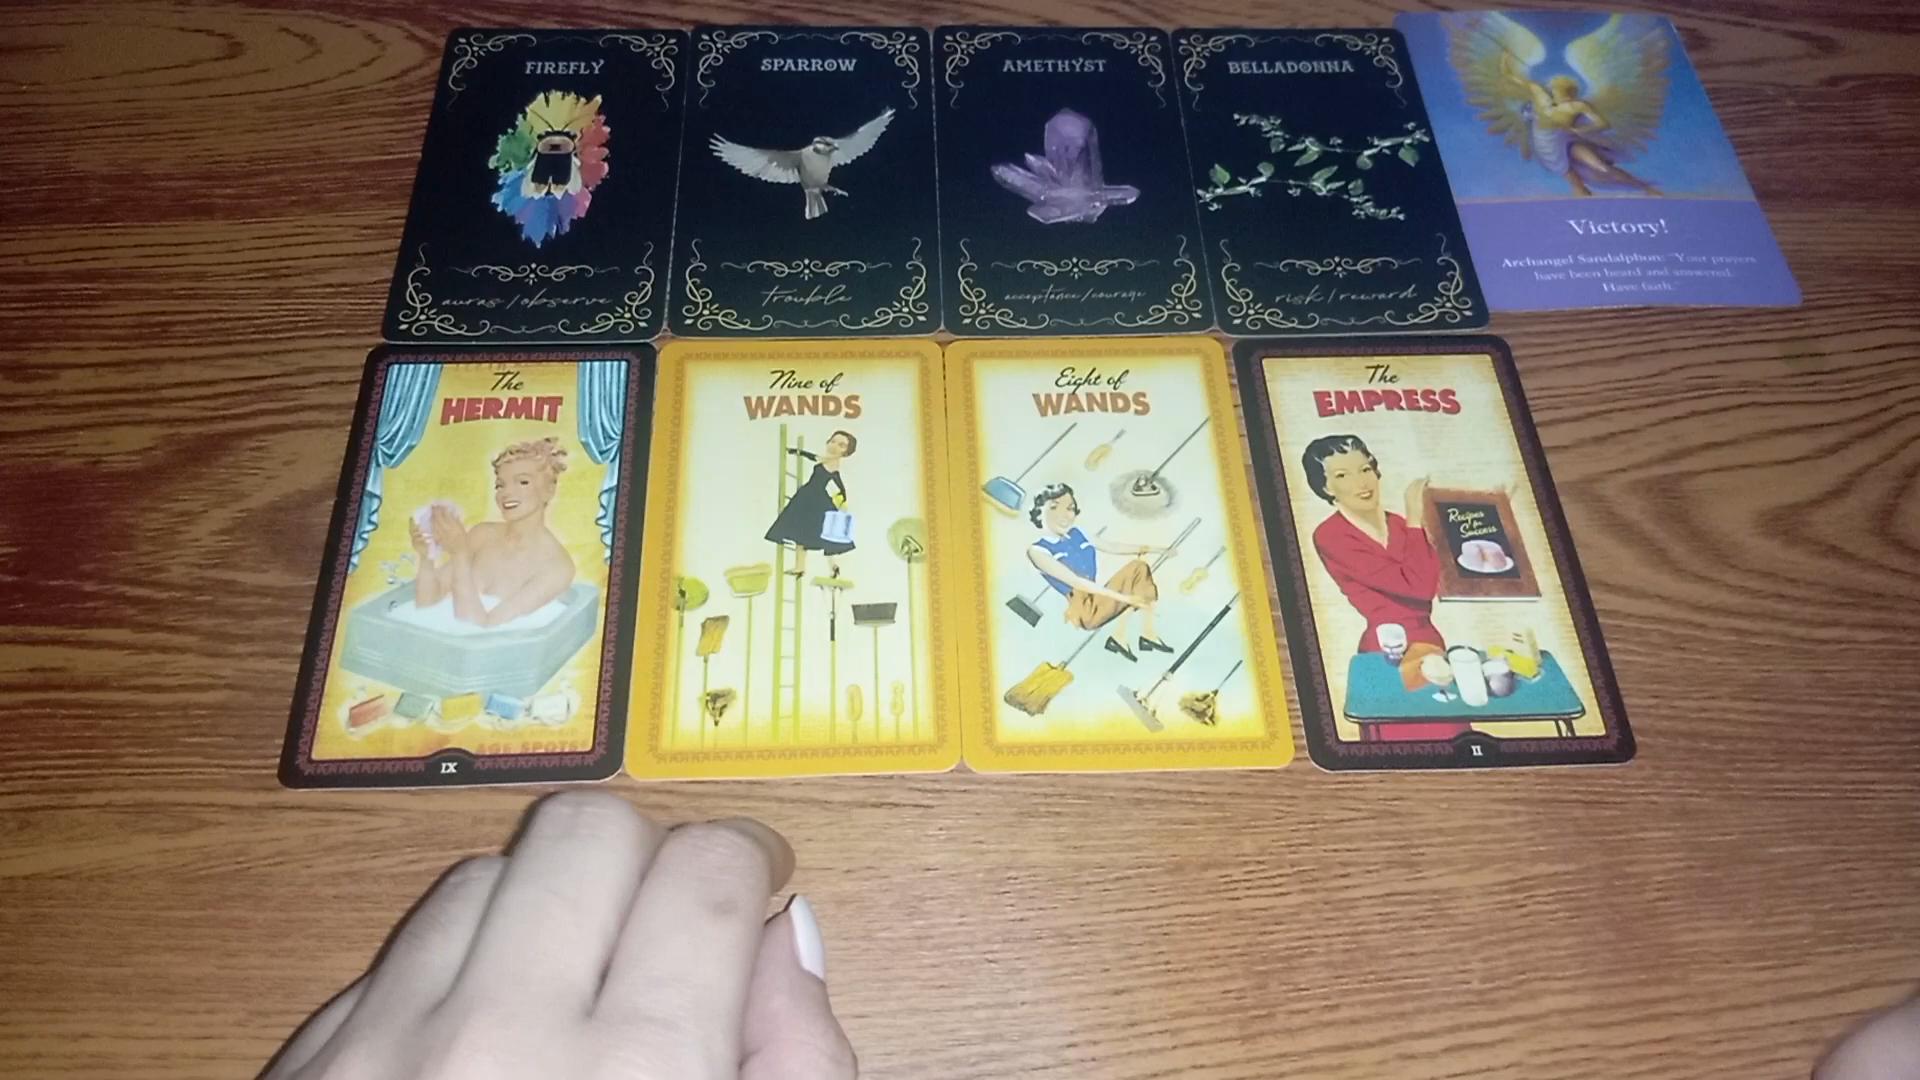 FIREFLY
auras / observe
SPARROW
trouble
AMETHYST
acceptance / courage
BELLADONNA
risk / reward
Victory!
Archangel Sandalphon: "Your prayers
have been heard and answered.
Have faith."
The
HERMIT
AGE SPOTS
IX
Nine of
WANDS
Eight of
WANDS
The
EMPRESS
Recipes
for
Success
II